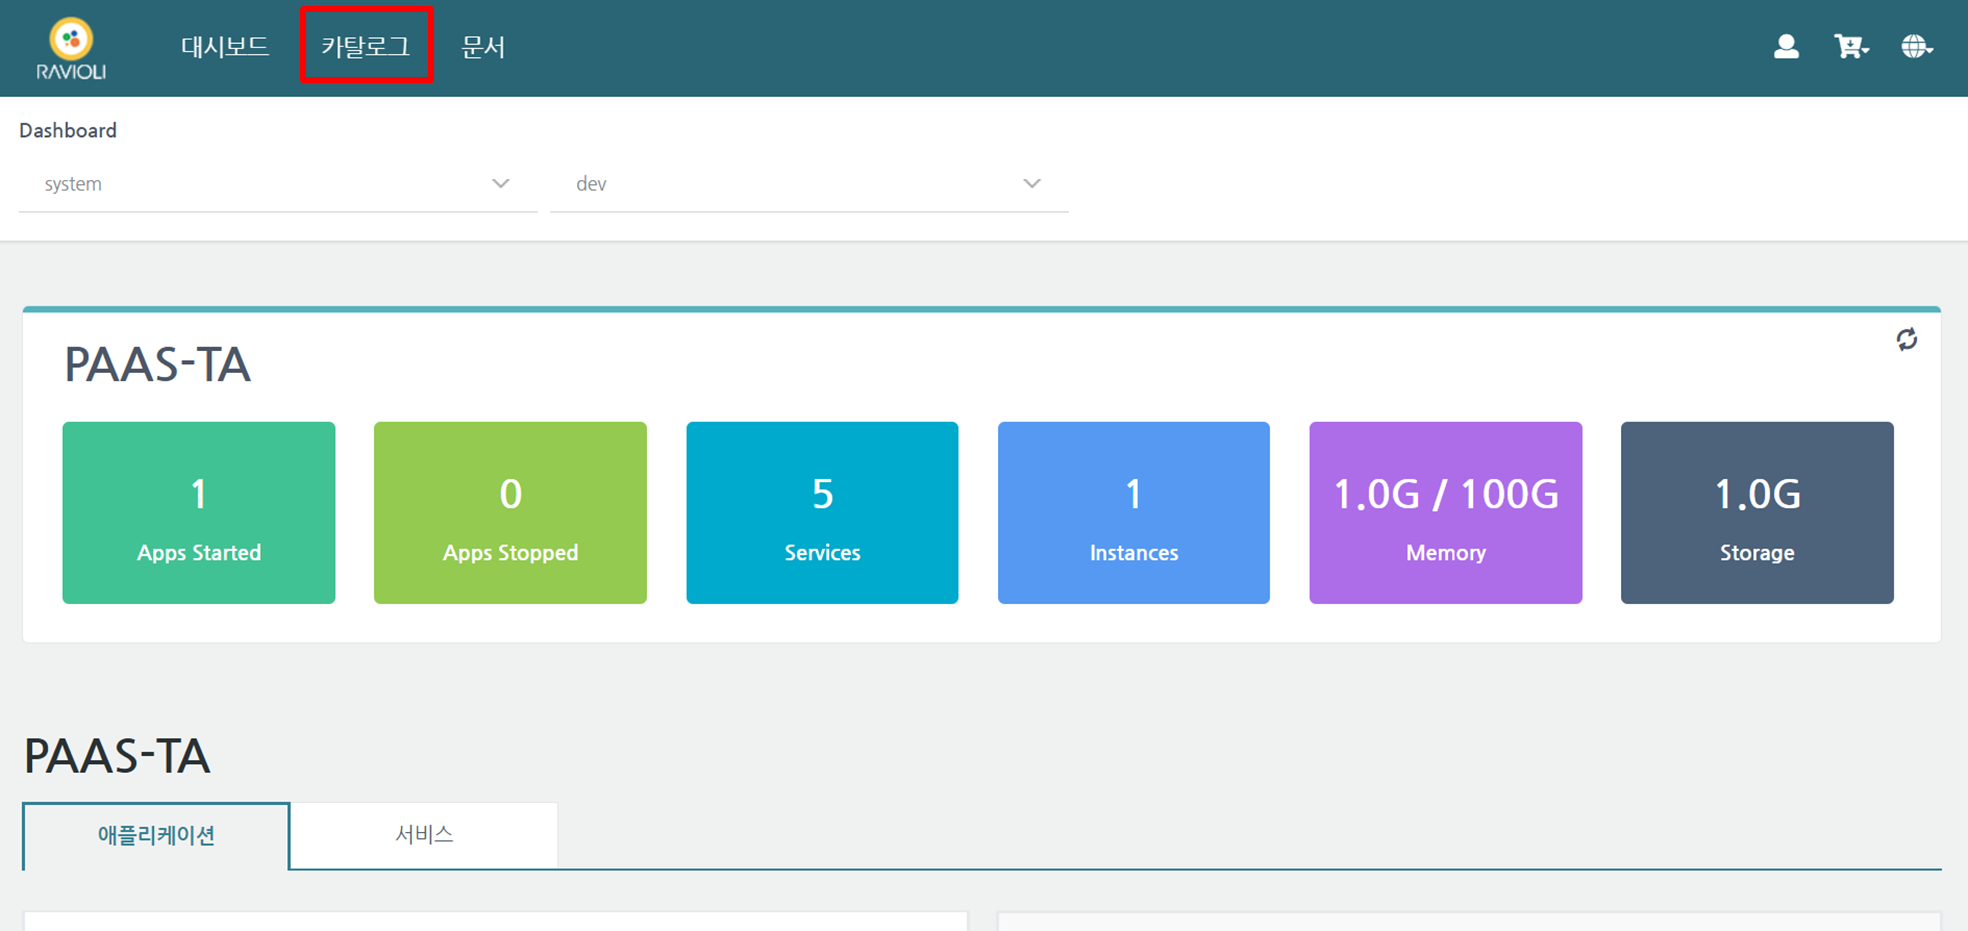 RAVIOLI
대시보드 카탈로그 문서
Dashboard
system dev
PAAS-TA
1 0 5 1 1.0G / 100G 1.0G
Apps Started Apps Stopped Services Instances Memory Storage
PAAS-TA
애플리케이션 서비스